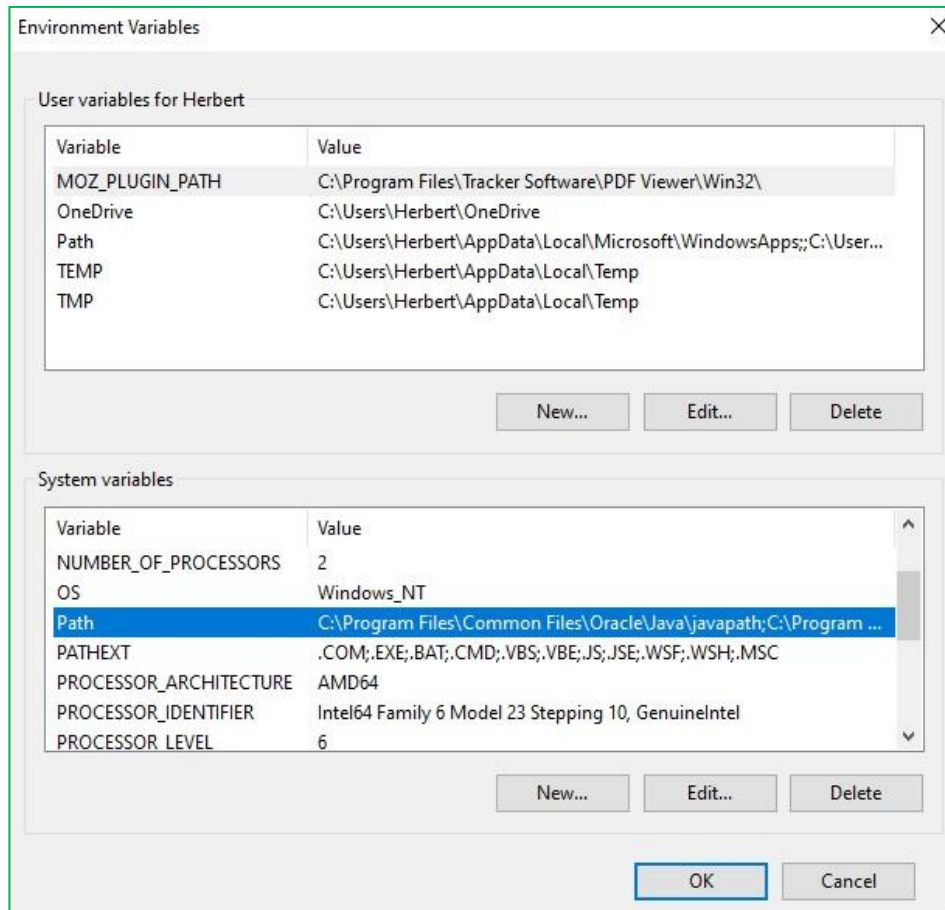 Environment Variables
User variables for Herbert
Variable Value
MOZ_PLUGIN_PATH C:\Program Files\Tracker Software\PDF Viewer\Win32\
OneDrive C:\Users\Herbert\OneDrive
Path C:\Users\Herbert\AppData\Local\Microsoft\WindowsApps;;C:\User...
TEMP C:\Users\Herbert\AppData\Local\Temp
TMP C:\Users\Herbert\AppData\Local\Temp
New... Edit... Delete
System variables
Variable Value
NUMBER_OF_PROCESSORS 2
OS Windows_NT
Path C:\Program Files\Common Files\Oracle\Java\javapath;C:\Program ...
PATHEXT .COM;.EXE;.BAT;.CMD;.VBS;.VBE;.JS;.JSE;.WSF;.WSH;.MSC
PROCESSOR_ARCHITECTURE AMD64
PROCESSOR_IDENTIFIER Intel64 Family 6 Model 23 Stepping 10, GenuineIntel
PROCESSOR_LEVEL 6
New... Edit... Delete
OK Cancel